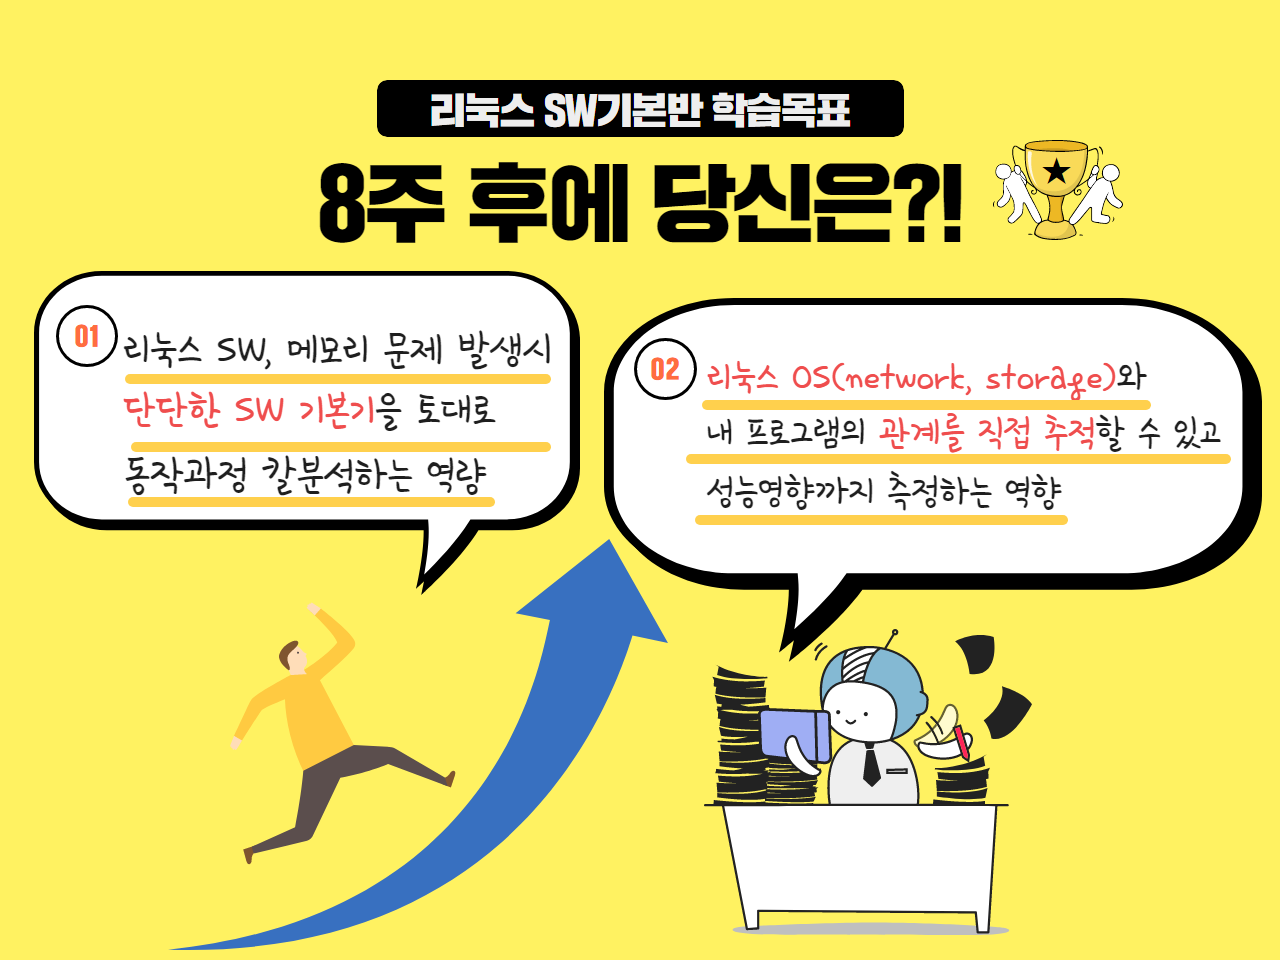 리눅스 SW기본반 학습목표
8주 후에 당신은?!
01
리눅스 SW, 메모리 문제 발생시
단단한 SW 기본기을 토대로
동작과정 칼분석하는 역량
02
리눅스 OS(network, storage)와
내 프로그램의 관계를 직접 추적할 수 있고
성능영향까지 측정하는 역향